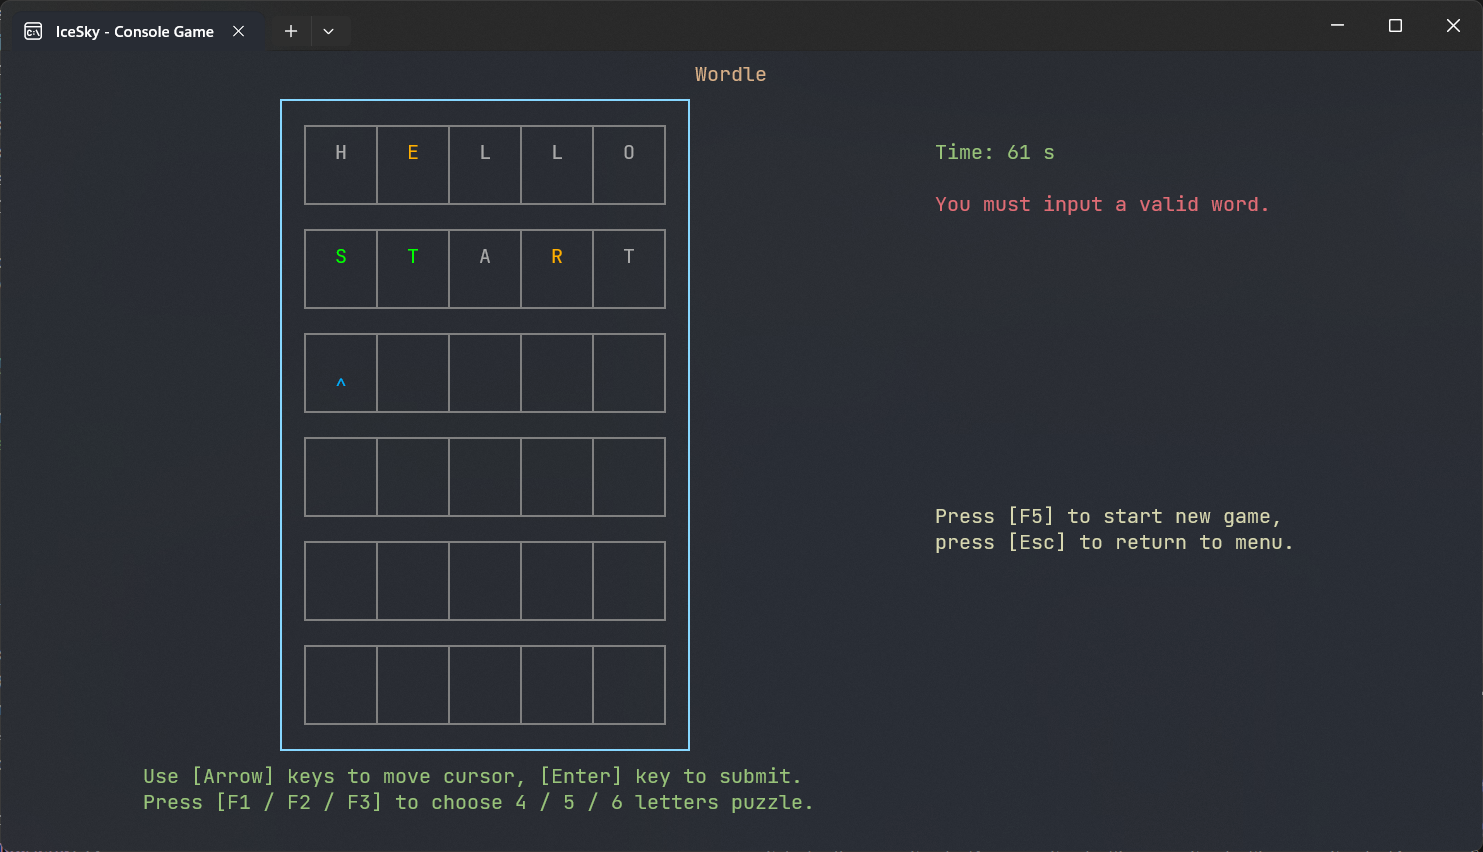 IceSky - Console Game
Wordle
H E L L O
Time: 61 s
You must input a valid word.
S T A R T
^
Press [F5] to start new game,
press [Esc] to return to menu.
Use [Arrow] keys to move cursor, [Enter] key to submit.
Press [F1 / F2 / F3] to choose 4 / 5 / 6 letters puzzle.